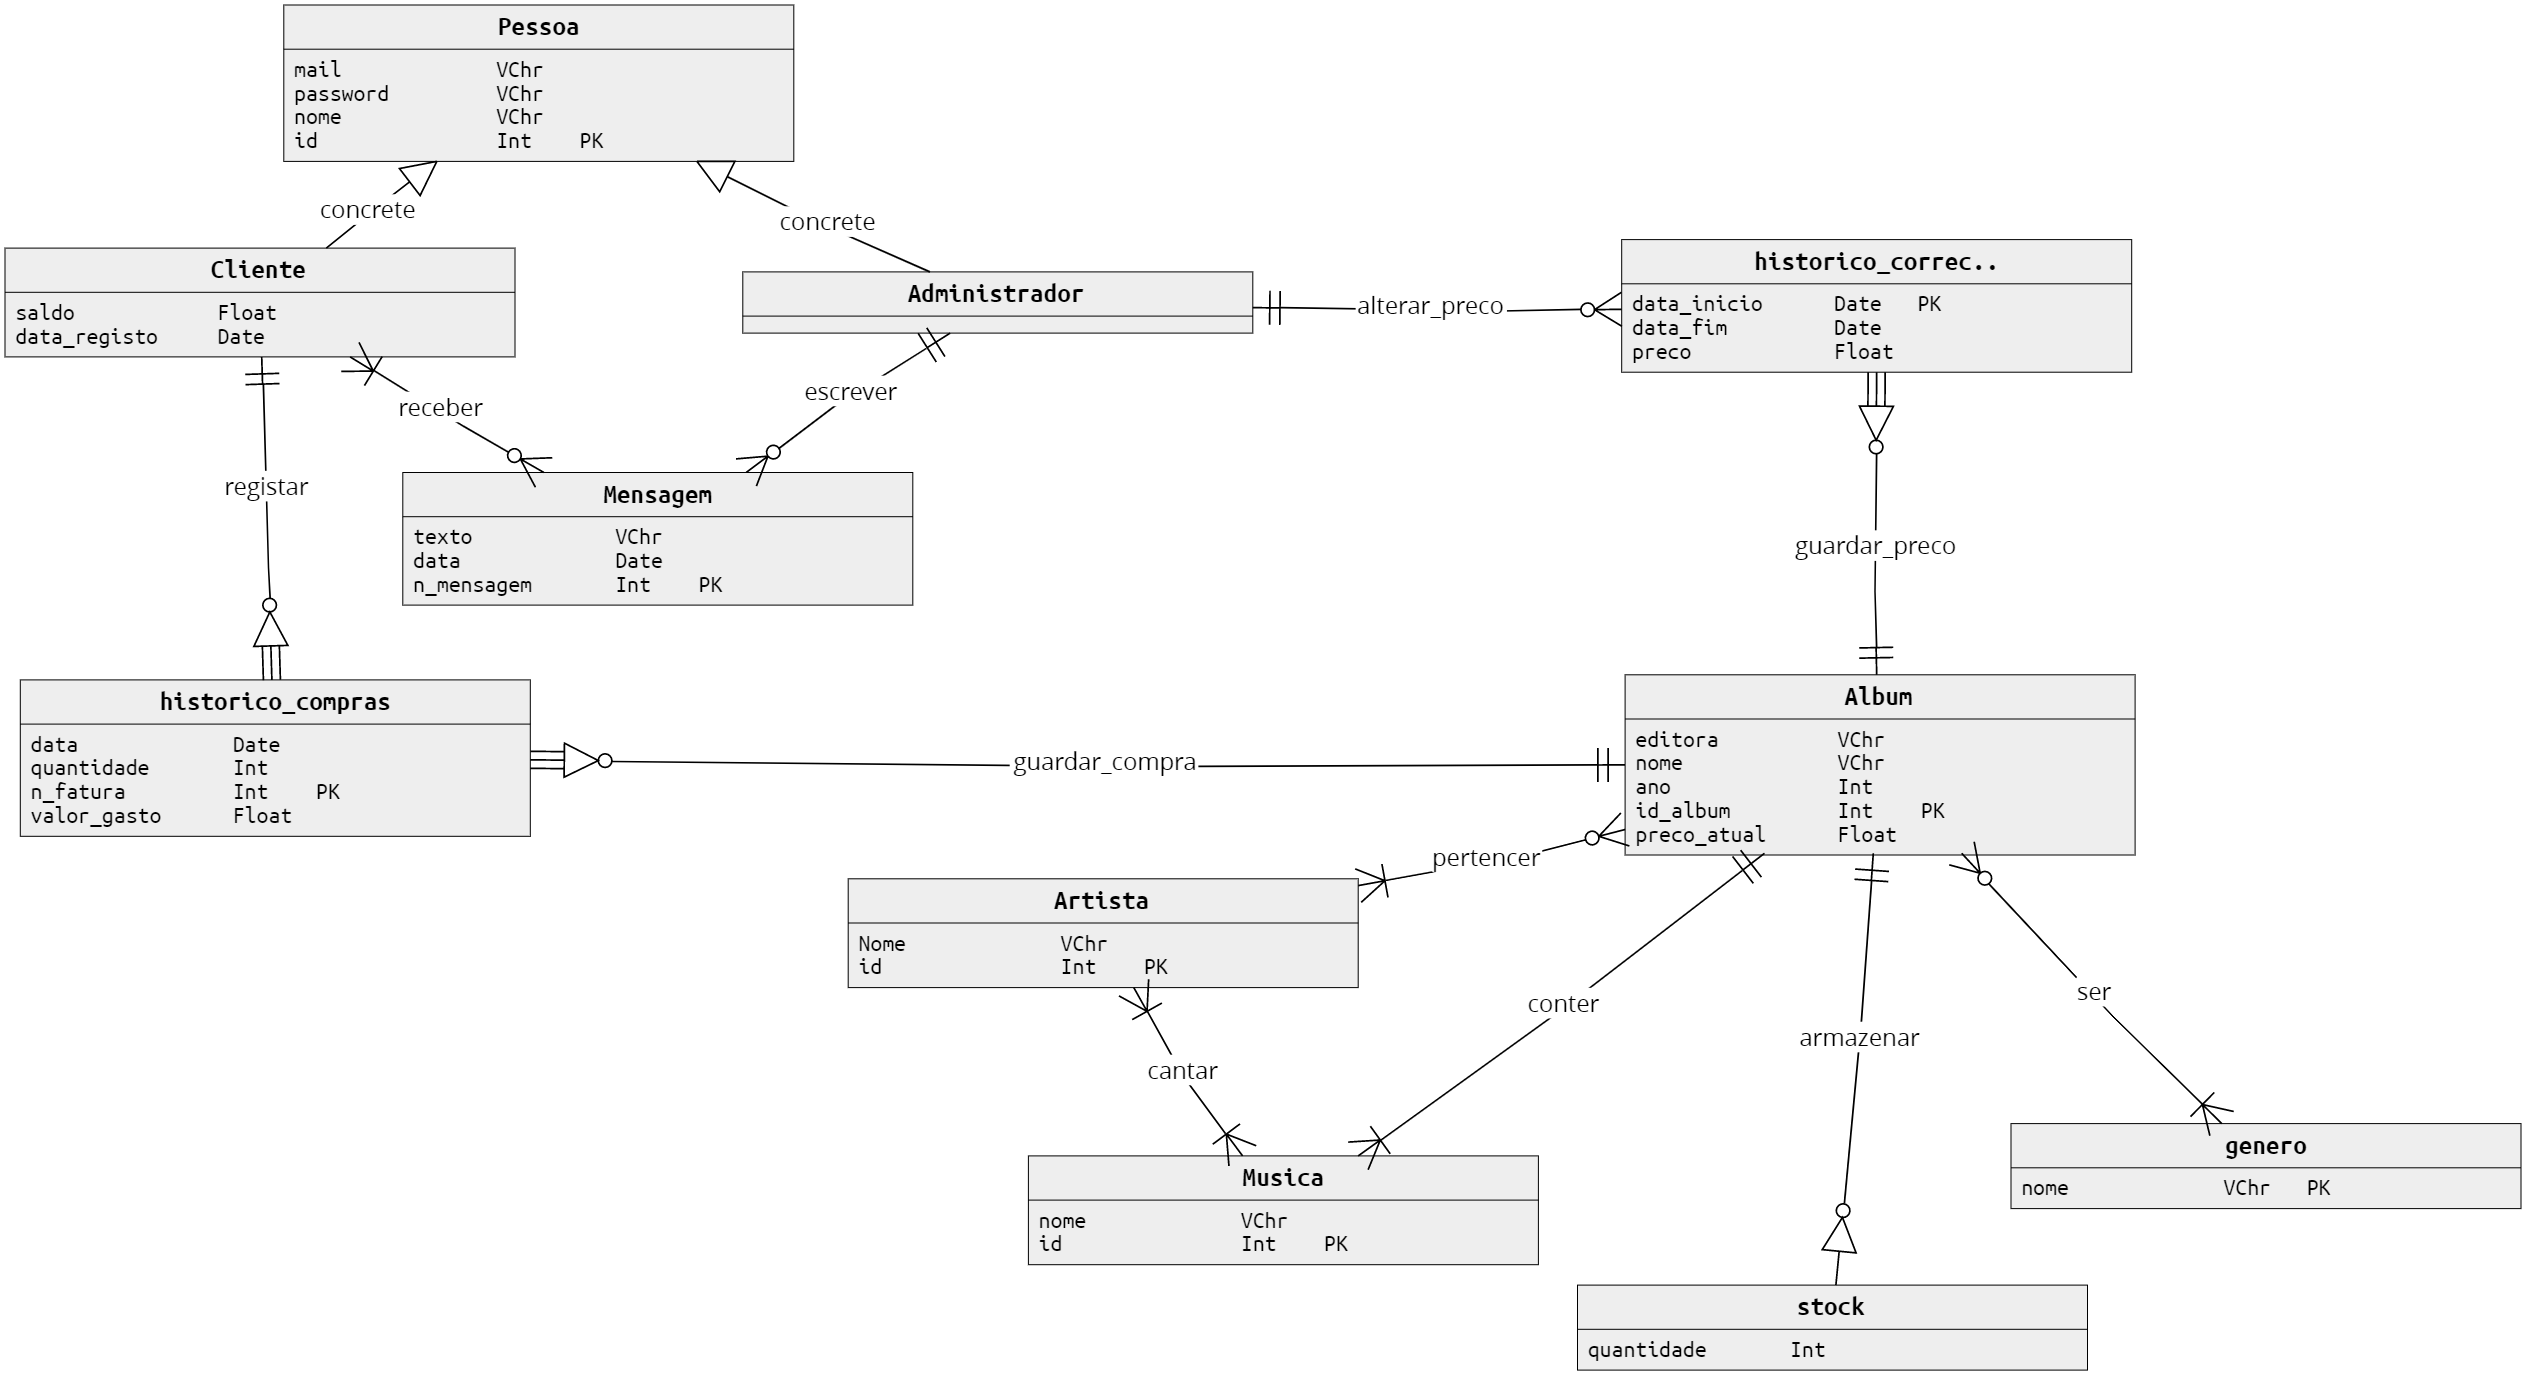 Pessoa
mail VChr
password VChr
nome VChr
id Int PK
concrete
concrete
Cliente
saldo Float
data_registo Date
Administrador
alterar_preco
historico_correc..
data_inicio Date PK
data_fim Date
preco Float
receber
escrever
registar
Mensagem
texto VChr
data Date
n_mensagem Int PK
guardar_preco
historico_compras
data Date
quantidade Int
n_fatura Int PK
valor_gasto Float
guardar_compra
Album
editora VChr
nome VChr
ano Int
id_album Int PK
preco_atual Float
pertencer
Artista
Nome VChr
id Int PK
conter
ser
armazenar
cantar
Musica
nome VChr
id Int PK
genero
nome VChr PK
stock
quantidade Int